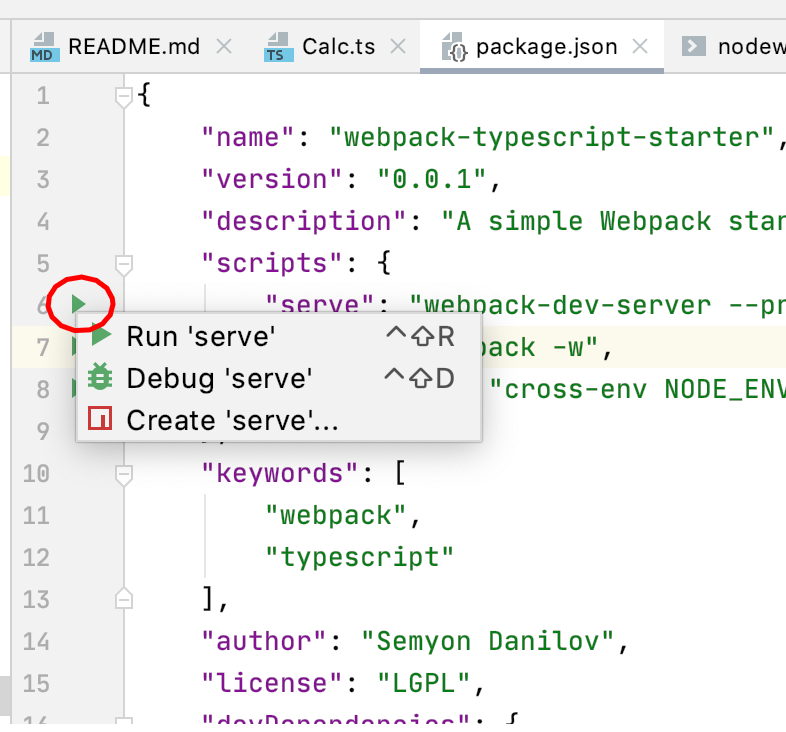 MD README.md × TS Calc.ts × package.json × nodew
1 {
2 "name": "webpack-typescript-starter",
3 "version": "0.0.1",
4 "description": "A simple Webpack star
5 "scripts": {
6 "serve": "webpack-dev-server --pr
Run 'serve' ^⇧R
7 pack -w",
Debug 'serve' ^⇧D
8 "cross-env NODE_ENV
Create 'serve'...
9
10 "keywords": [
11 "webpack",
12 "typescript"
13 ],
14 "author": "Semyon Danilov",
15 "license": "LGPL",
16 "devDependencies": {